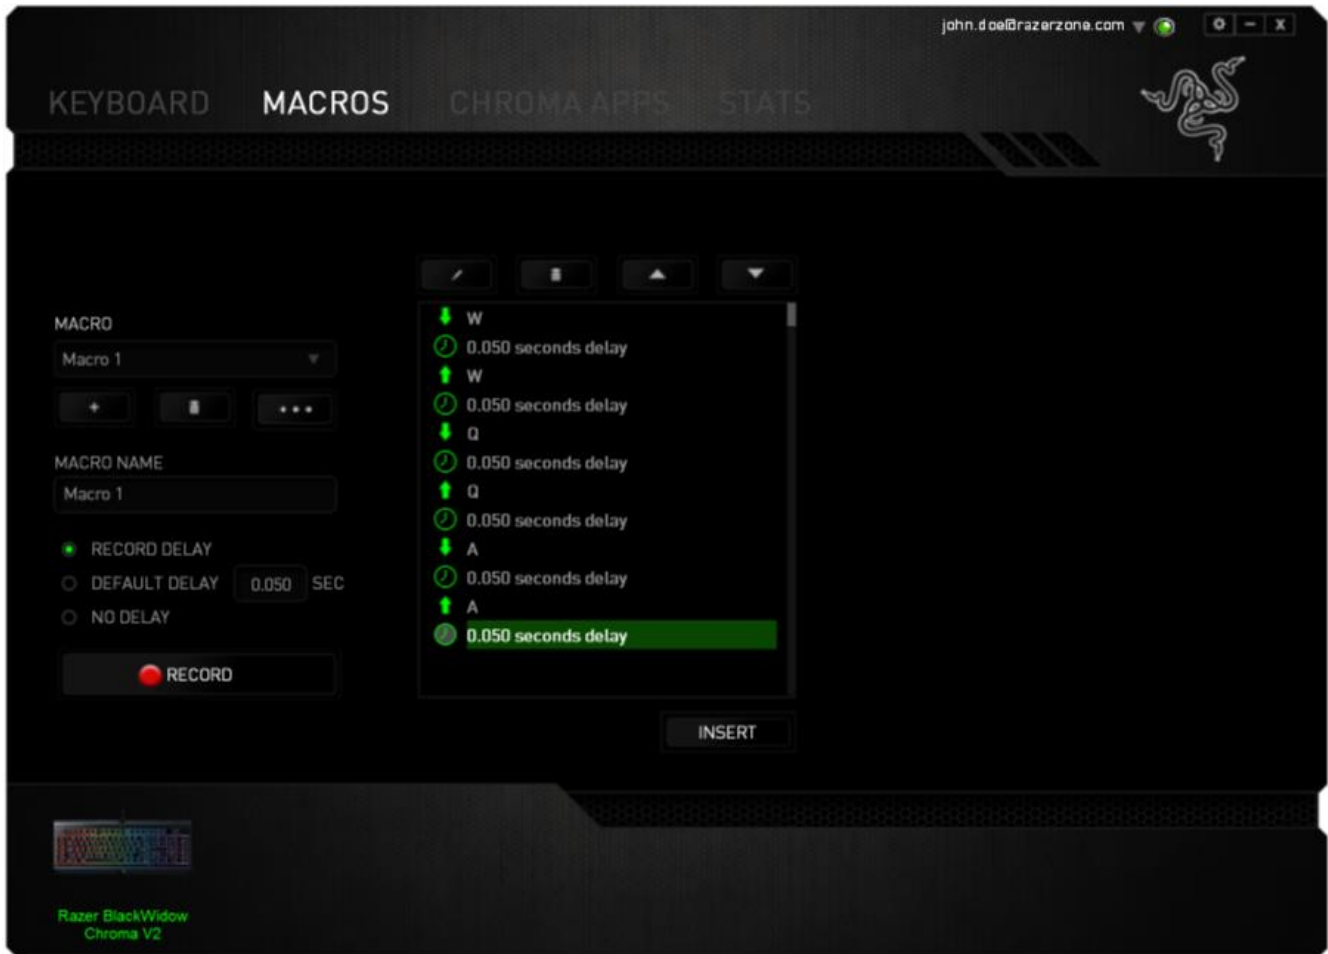 john.doe@razerzone.com
X
KEYBOARD MACROS CHROMA APPS STATS
MACRO
Macro 1
MACRO NAME
Macro 1
RECORD DELAY
DEFAULT DELAY 0.050 SEC
NO DELAY
RECORD
W
0.050 seconds delay
W
0.050 seconds delay
Q
0.050 seconds delay
Q
0.050 seconds delay
A
0.050 seconds delay
A
0.050 seconds delay
INSERT
Razer BlackWidow
Chroma V2